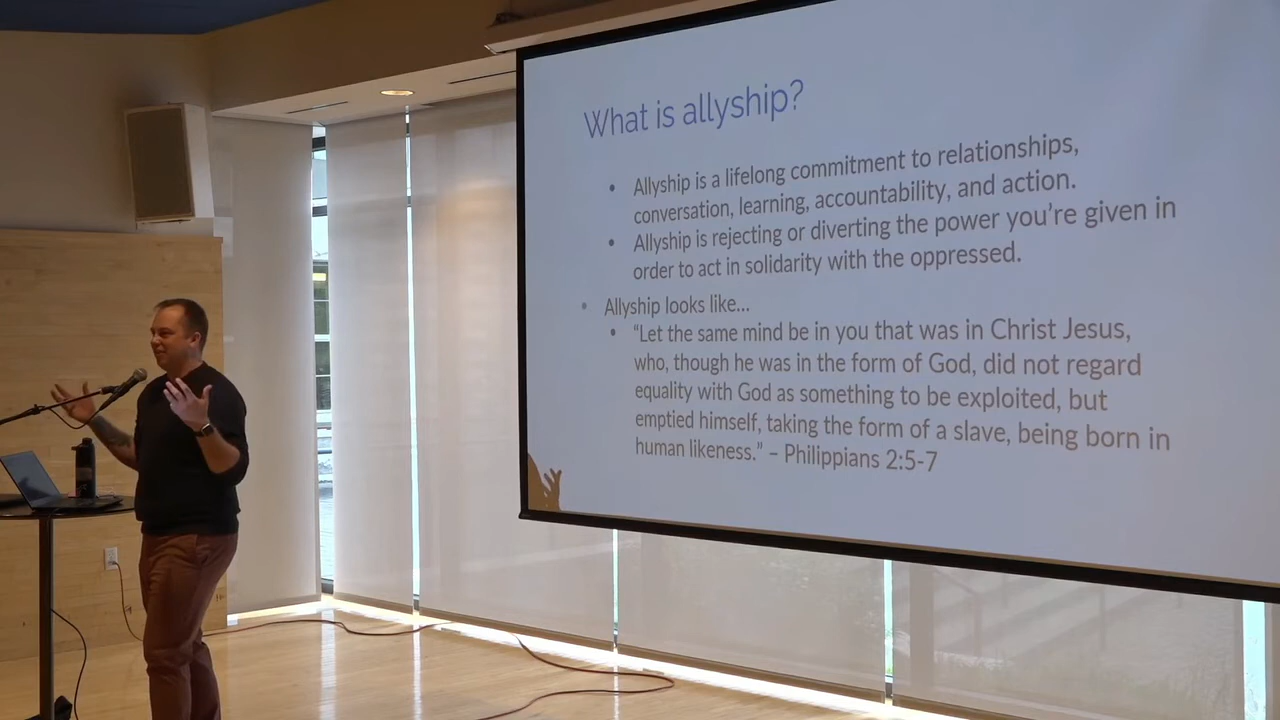 What is allyship?
• Allyship is a lifelong commitment to relationships,
conversation, learning, accountability, and action.
• Allyship is rejecting or diverting the power you're given in
order to act in solidarity with the oppressed.
• Allyship looks like...
• “Let the same mind be in you that was in Christ Jesus,
who, though he was in the form of God, did not regard
equality with God as something to be exploited, but
emptied himself, taking the form of a slave, being born in
human likeness.” – Philippians 2:5-7